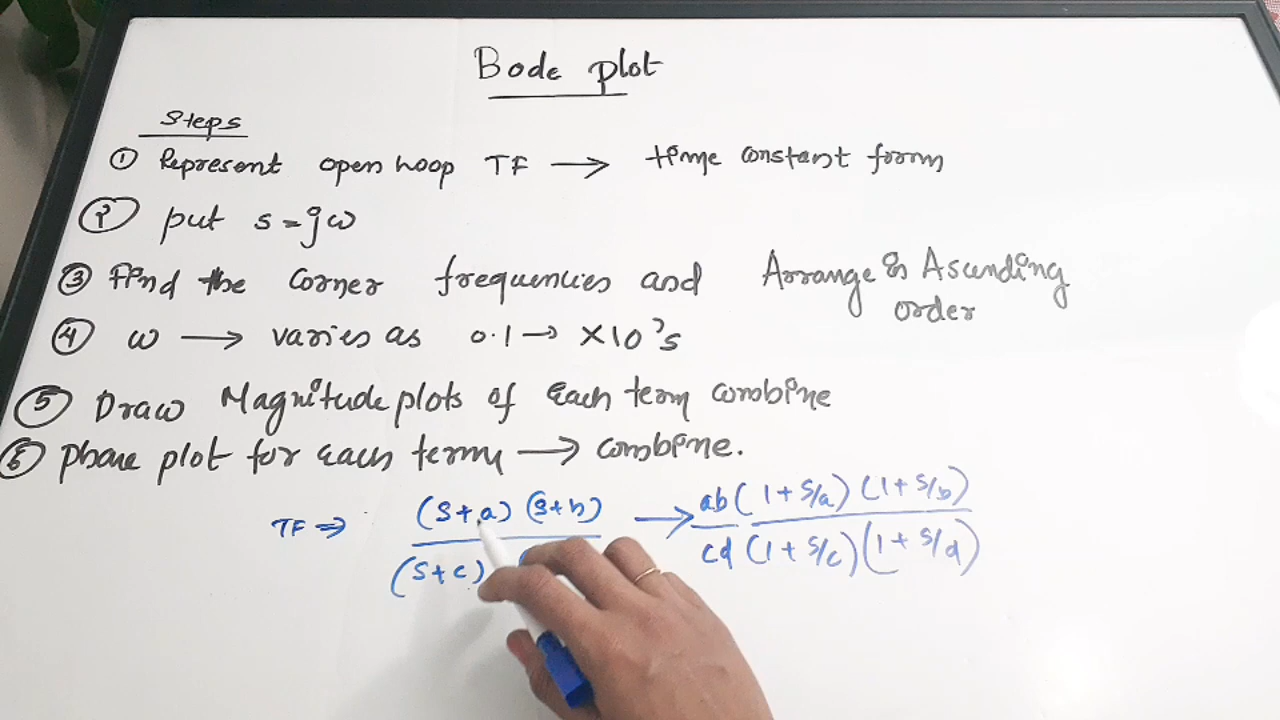 Bode plot
Steps
① Represent open loop TF → time constant form
② put s=jω
③ Find the corner frequencies and Arrange in Ascending order
④ ω → varies as 0.1 → ×10's
⑤ Draw Magnitude plots of Each term combine
⑥ phase plot for Each term → combine.
TF ⇒ (s+a) (s+b) → ab (1+s/a) (1+s/b)
(s+c) cd (1+s/c) (1+s/d)